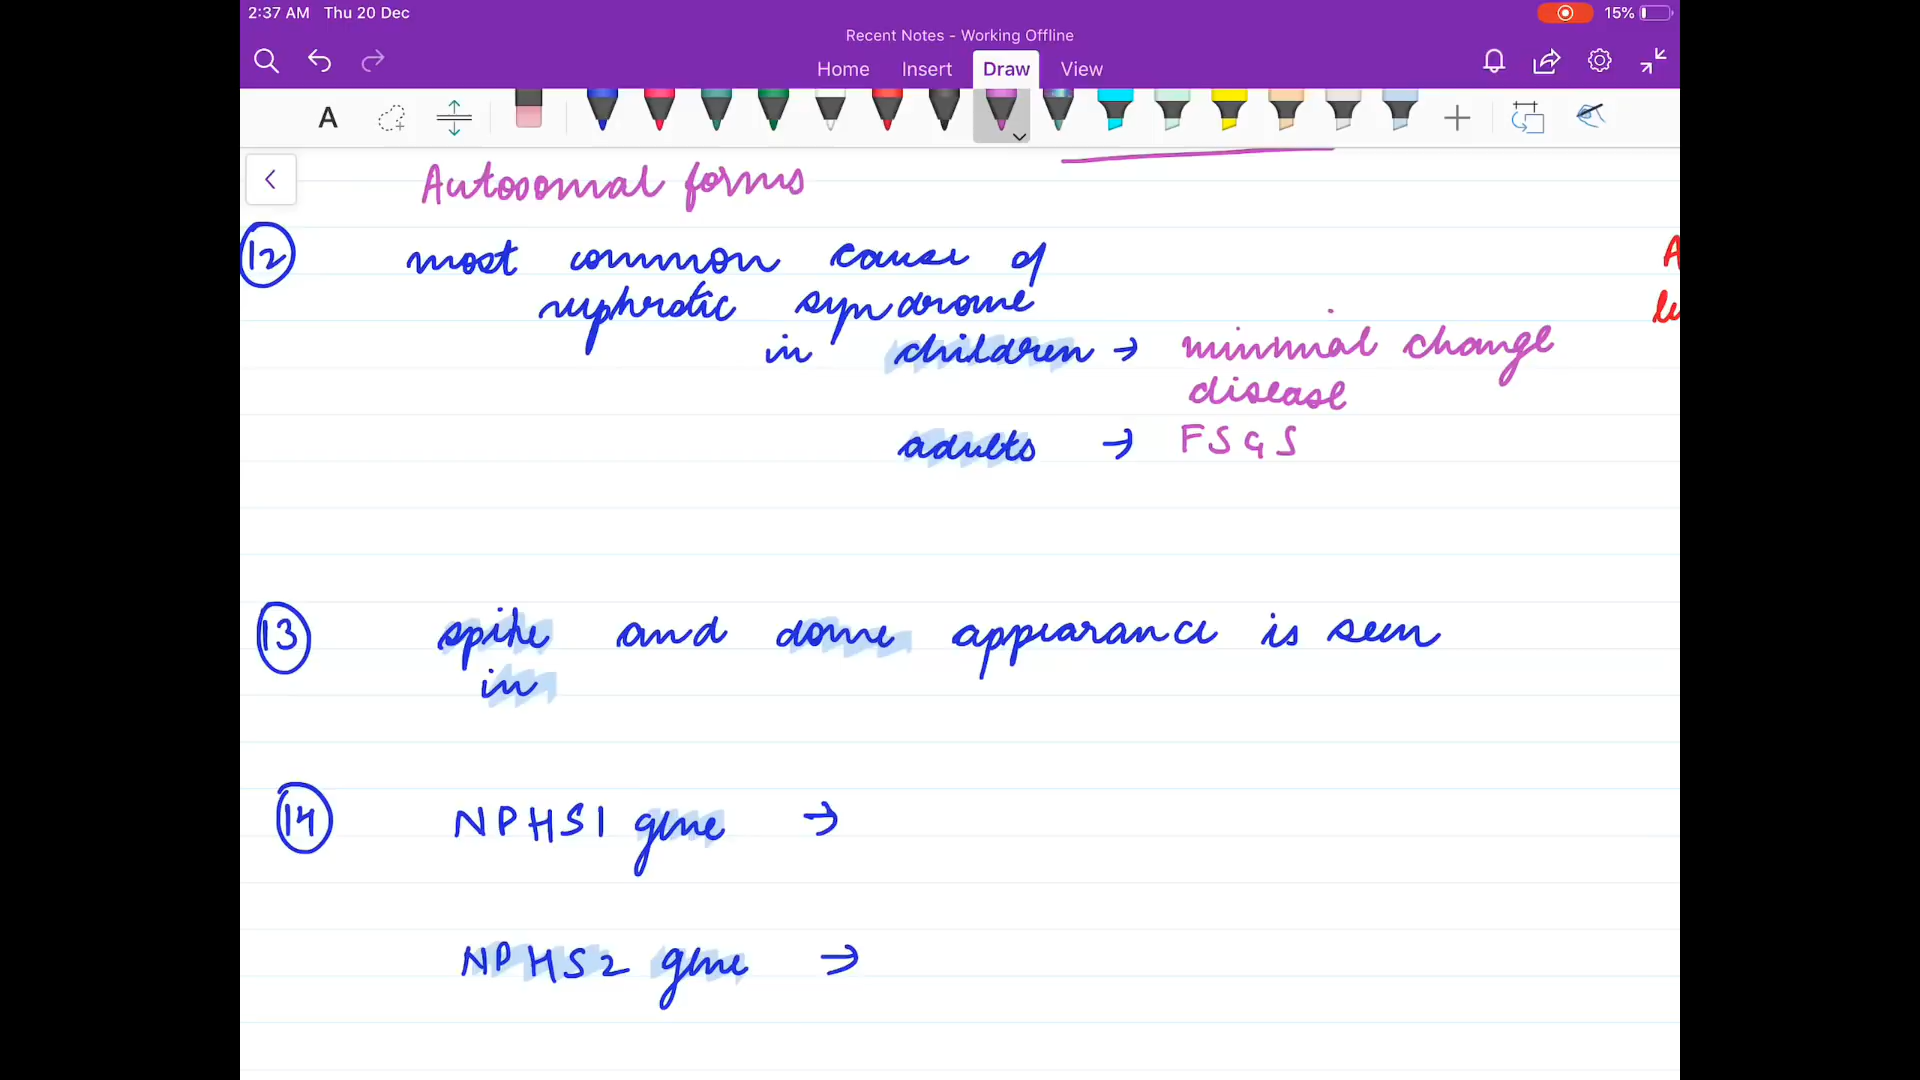 2:37 AM Thu 20 Dec
15%
Recent Notes - Working Offline
Home Insert Draw View
A
Autosomal forms
12 most common cause of
nephrotic syndrome
in children → minimal change
disease
adults → FSGS
13 spike and dome appearance is seen
in
14 NPHS1 gene →
NPHS2 gene →